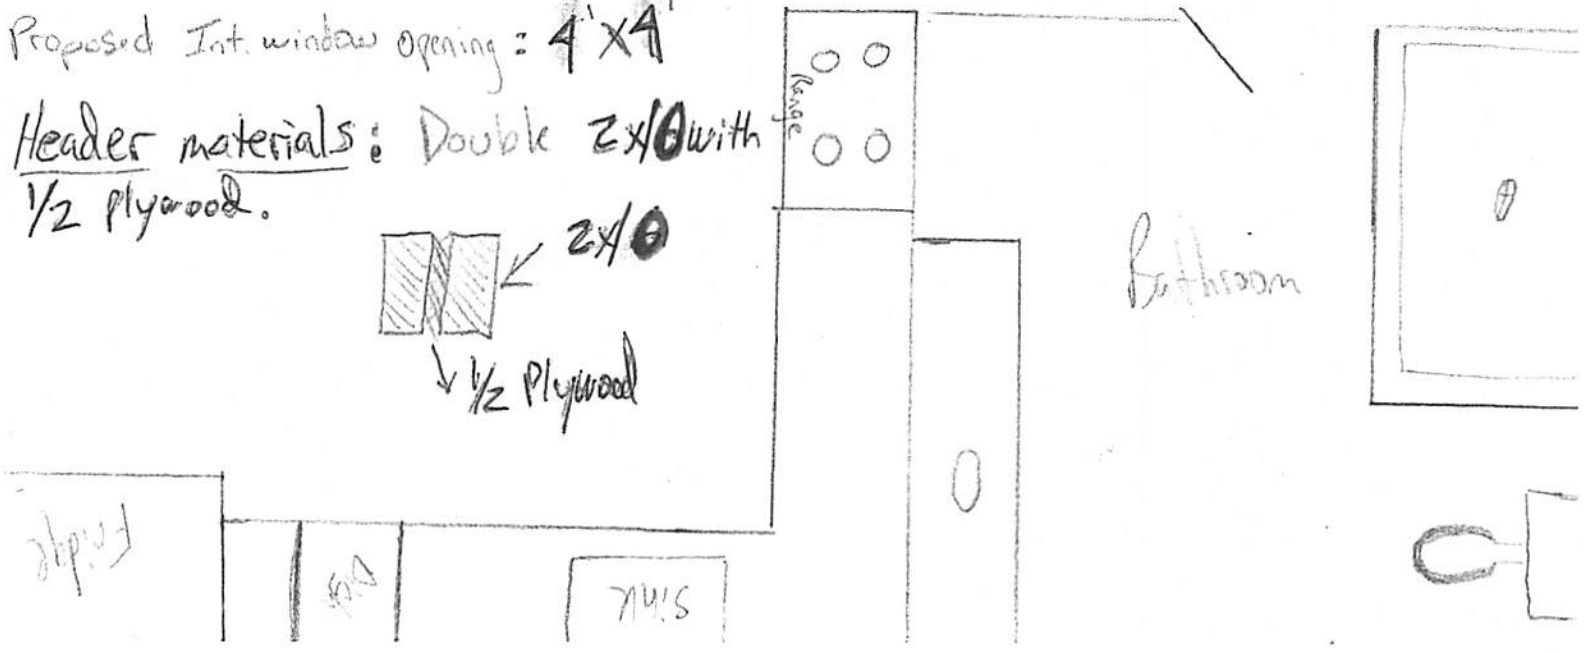 Proposed Int. window opening: 4'x4'
Header materials: Double 2x10 with
1/2 plywood.
2x10
1/2 Plywood
Range
Bathroom
Fridge
Dish
Sink